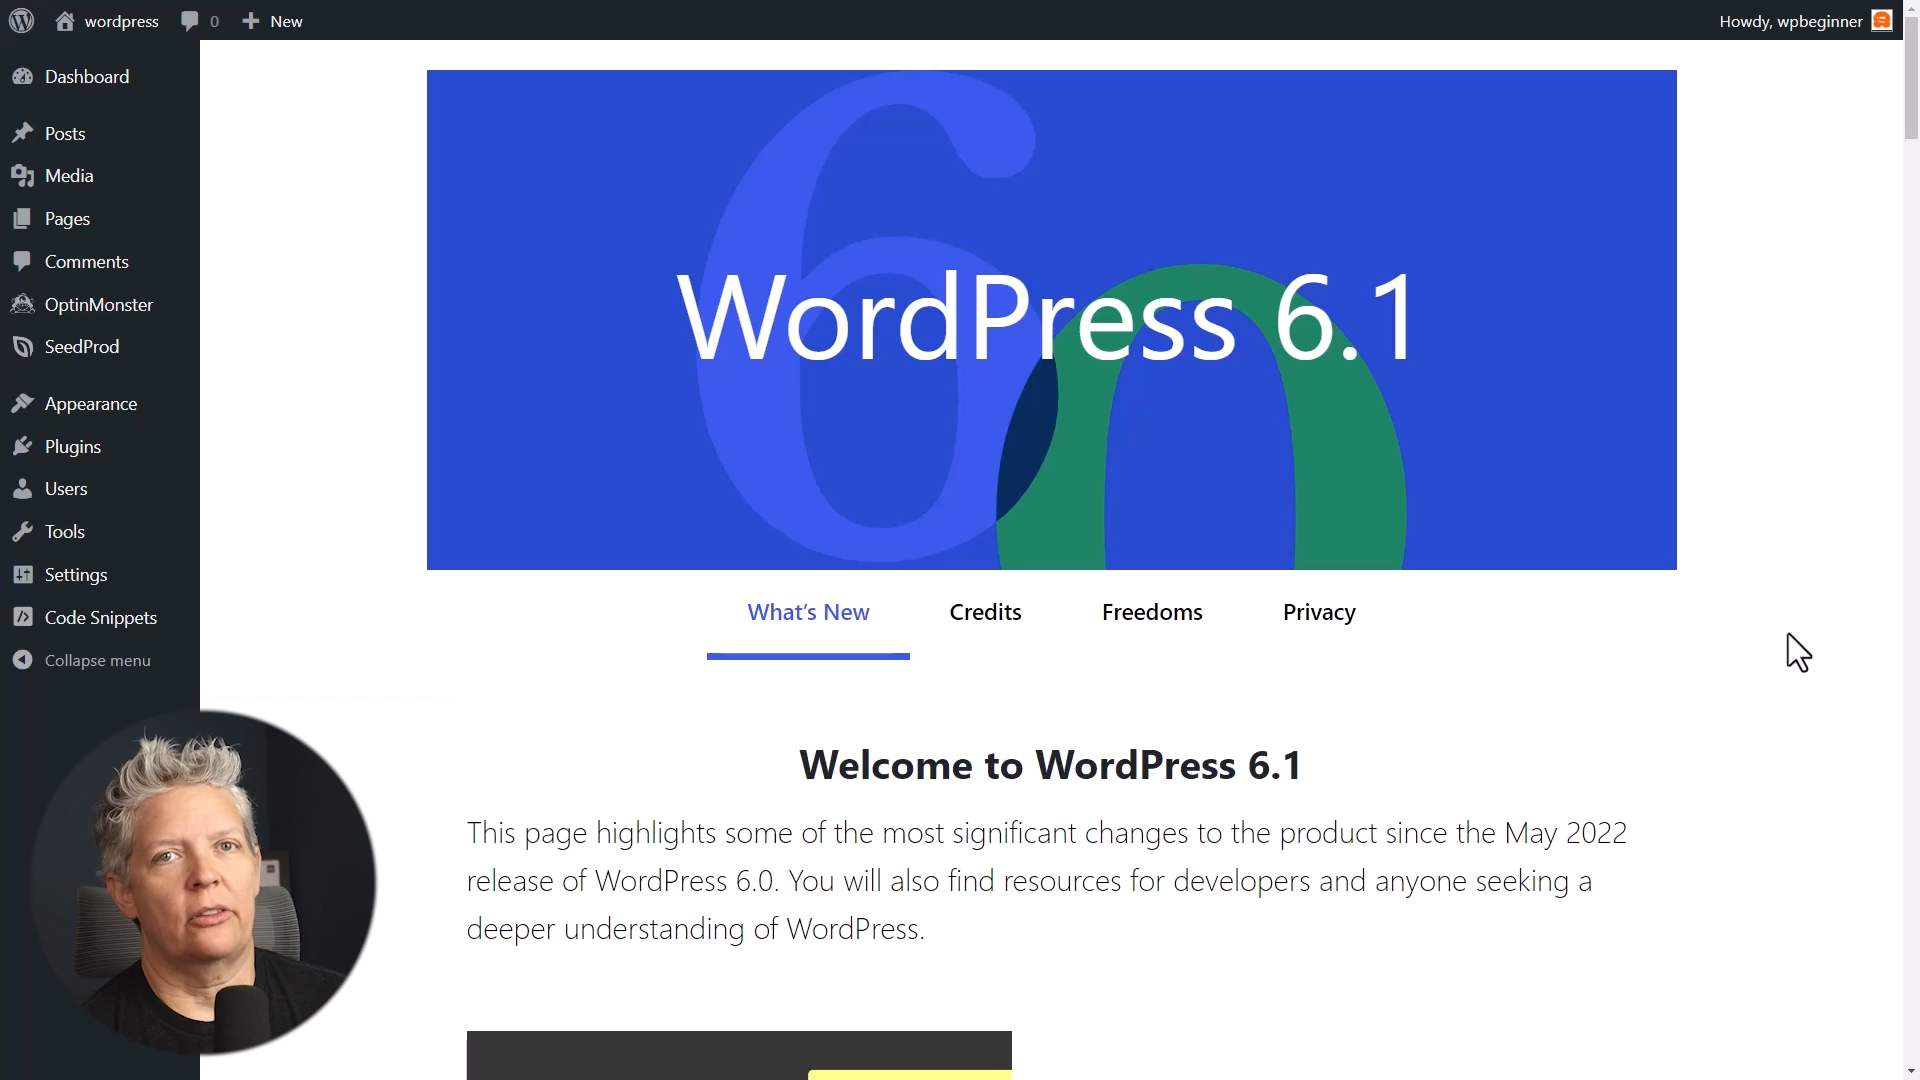 wordpress
0
New
Howdy, wpbeginner
Dashboard
Posts
Media
Pages
Comments
OptinMonster
SeedProd
Appearance
Plugins
Users
Tools
Settings
Code Snippets
Collapse menu
60
WordPress 6.1
What's New
Credits
Freedoms
Privacy
Welcome to WordPress 6.1
This page highlights some of the most significant changes to the product since the May 2022
release of WordPress 6.0. You will also find resources for developers and anyone seeking a
deeper understanding of WordPress.